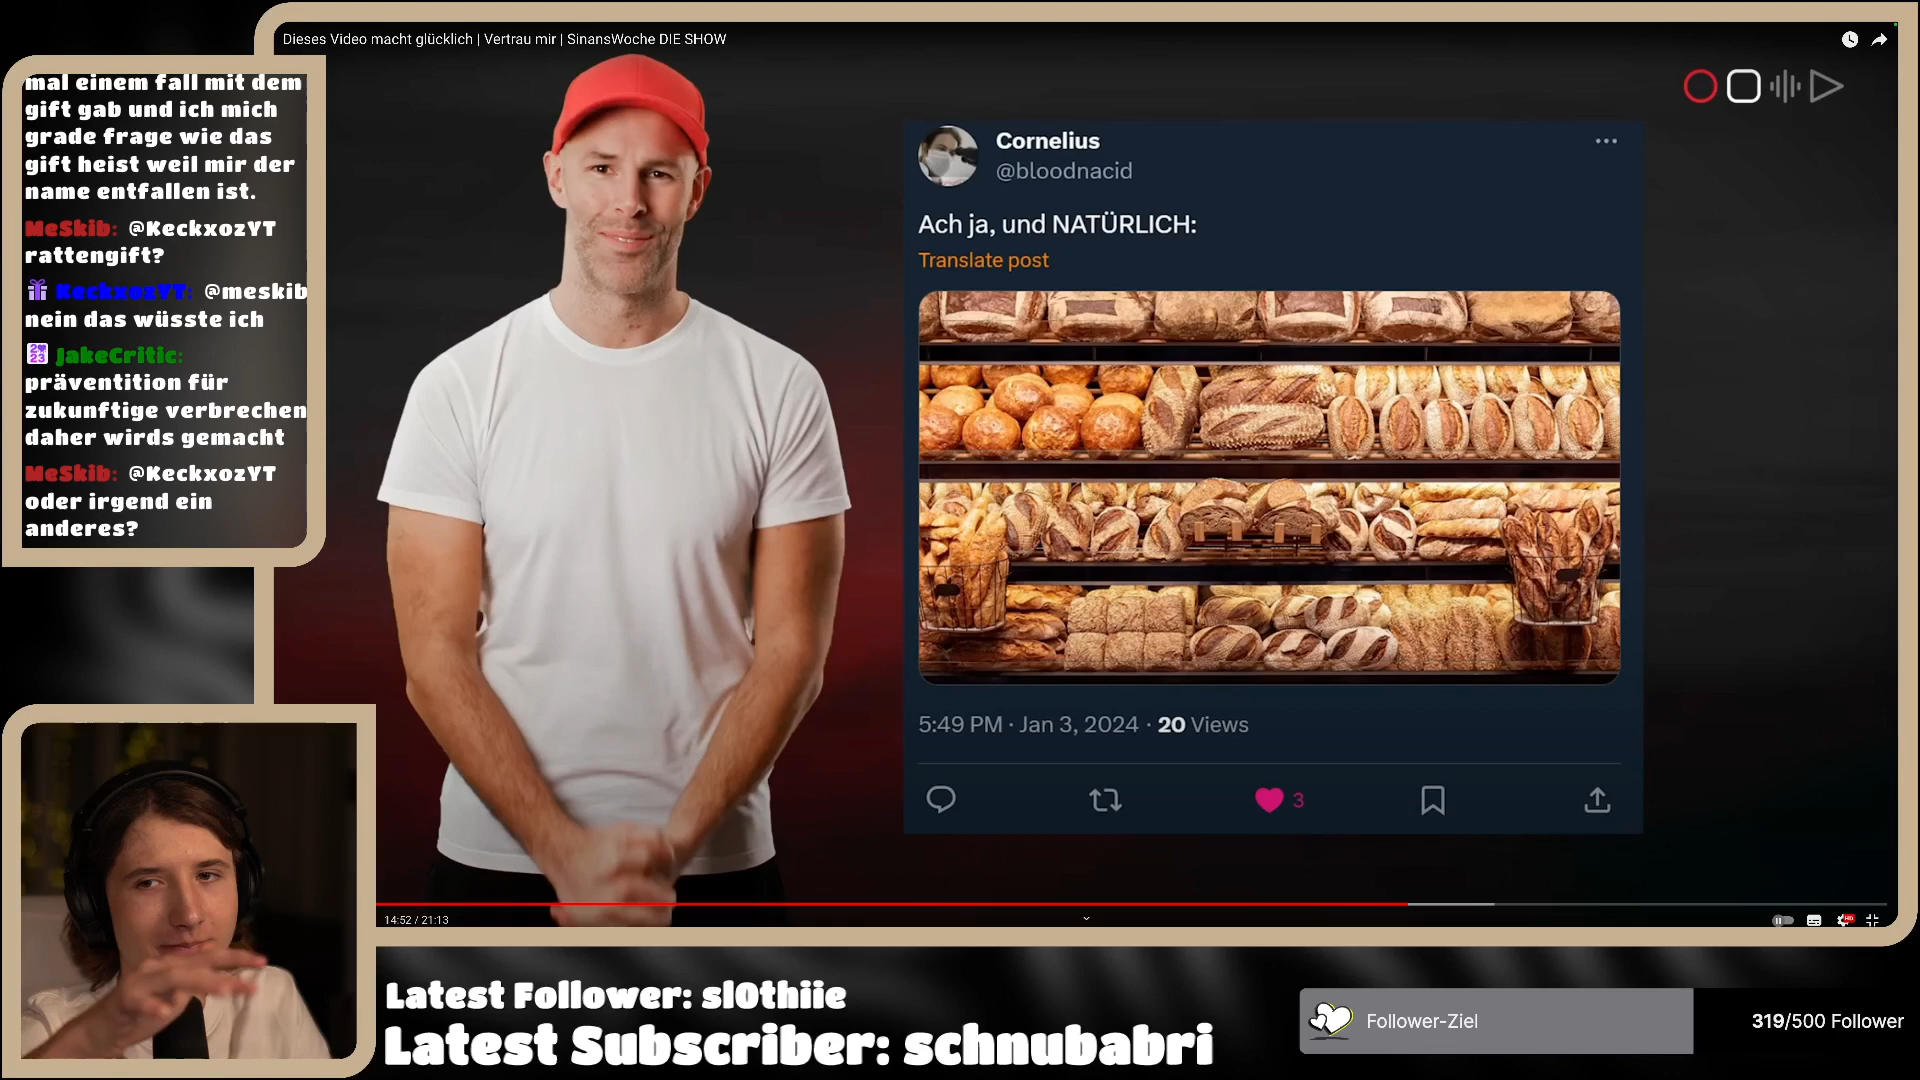 Dieses Video macht glücklich | Vertrau mir | SinansWoche DIE SHOW
mal einem fall mit dem
gift gab und ich mich
grade frage wie das
gift heist weil mir der
name entfallen ist.
MeSkib: @KeckxozYT
rattengift?
KeckxozYT: @meskib
nein das wüsste ich
2023 JakeCritic:
präventition für
zukunftige verbrechen
daher wirds gemacht
MeSkib: @KeckxozYT
oder irgend ein
anderes?
Cornelius
@bloodnacid
Ach ja, und NATÜRLICH:
Translate post
5:49 PM · Jan 3, 2024 · 20 Views
3
14:52 / 21:13
HD
Latest Follower: sl0thiie
Latest Subscriber: schnubabri
Follower-Ziel
319/500 Follower